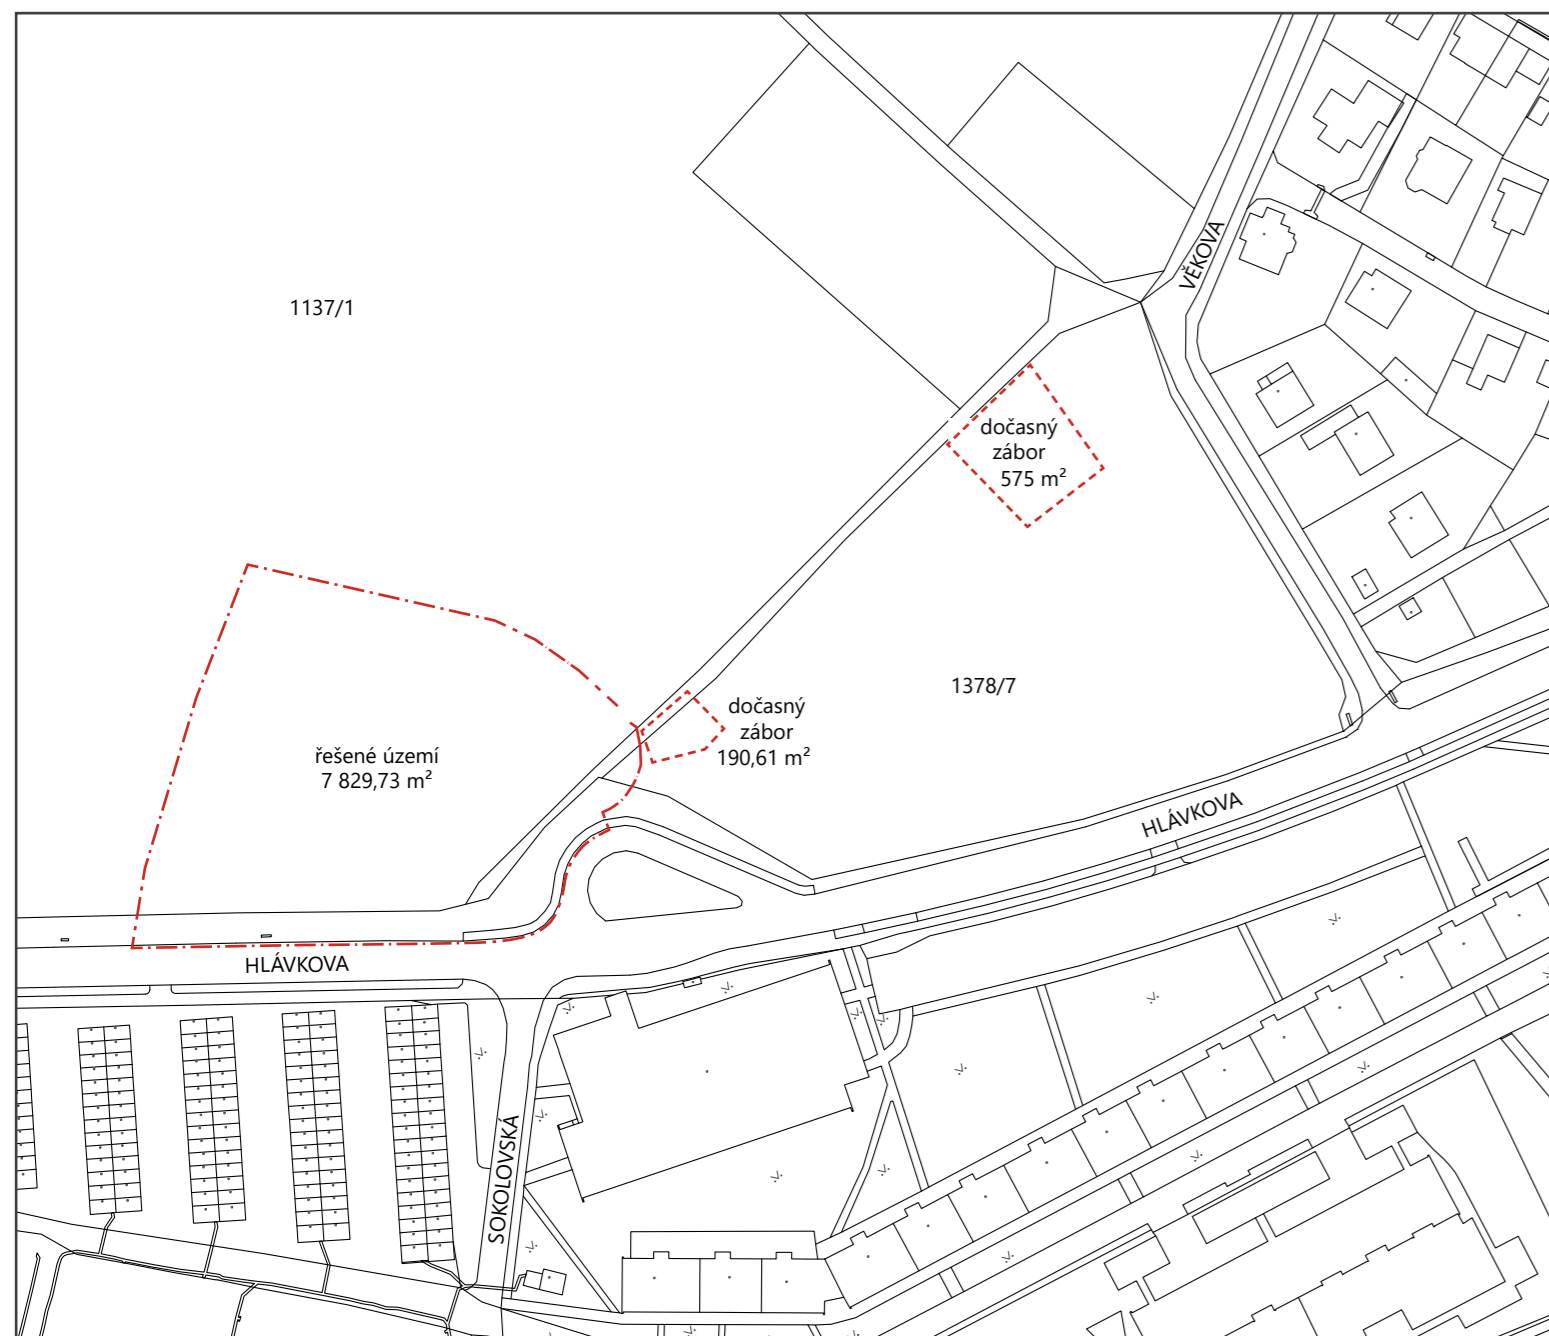 VĚKOVA
1137/1
dočasný
zábor
575 m²
1378/7
dočasný
zábor
190,61 m²
řešené území
7 829,73 m²
HLÁVKOVA
HLÁVKOVA
SOKOLOVSKÁ